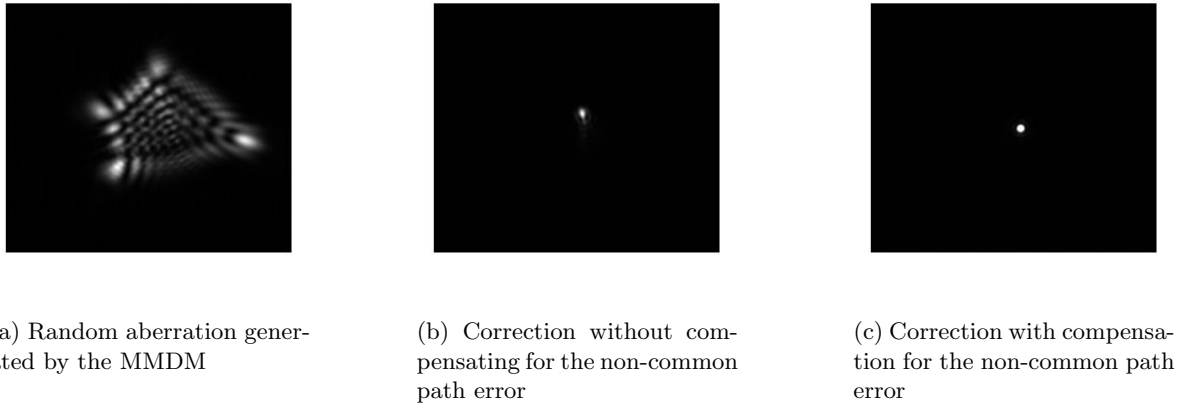 a) Random aberration gener-
ated by the MMDM
(b) Correction without com-
pensating for the non-common
path error
(c) Correction with compensa-
tion for the non-common path
error